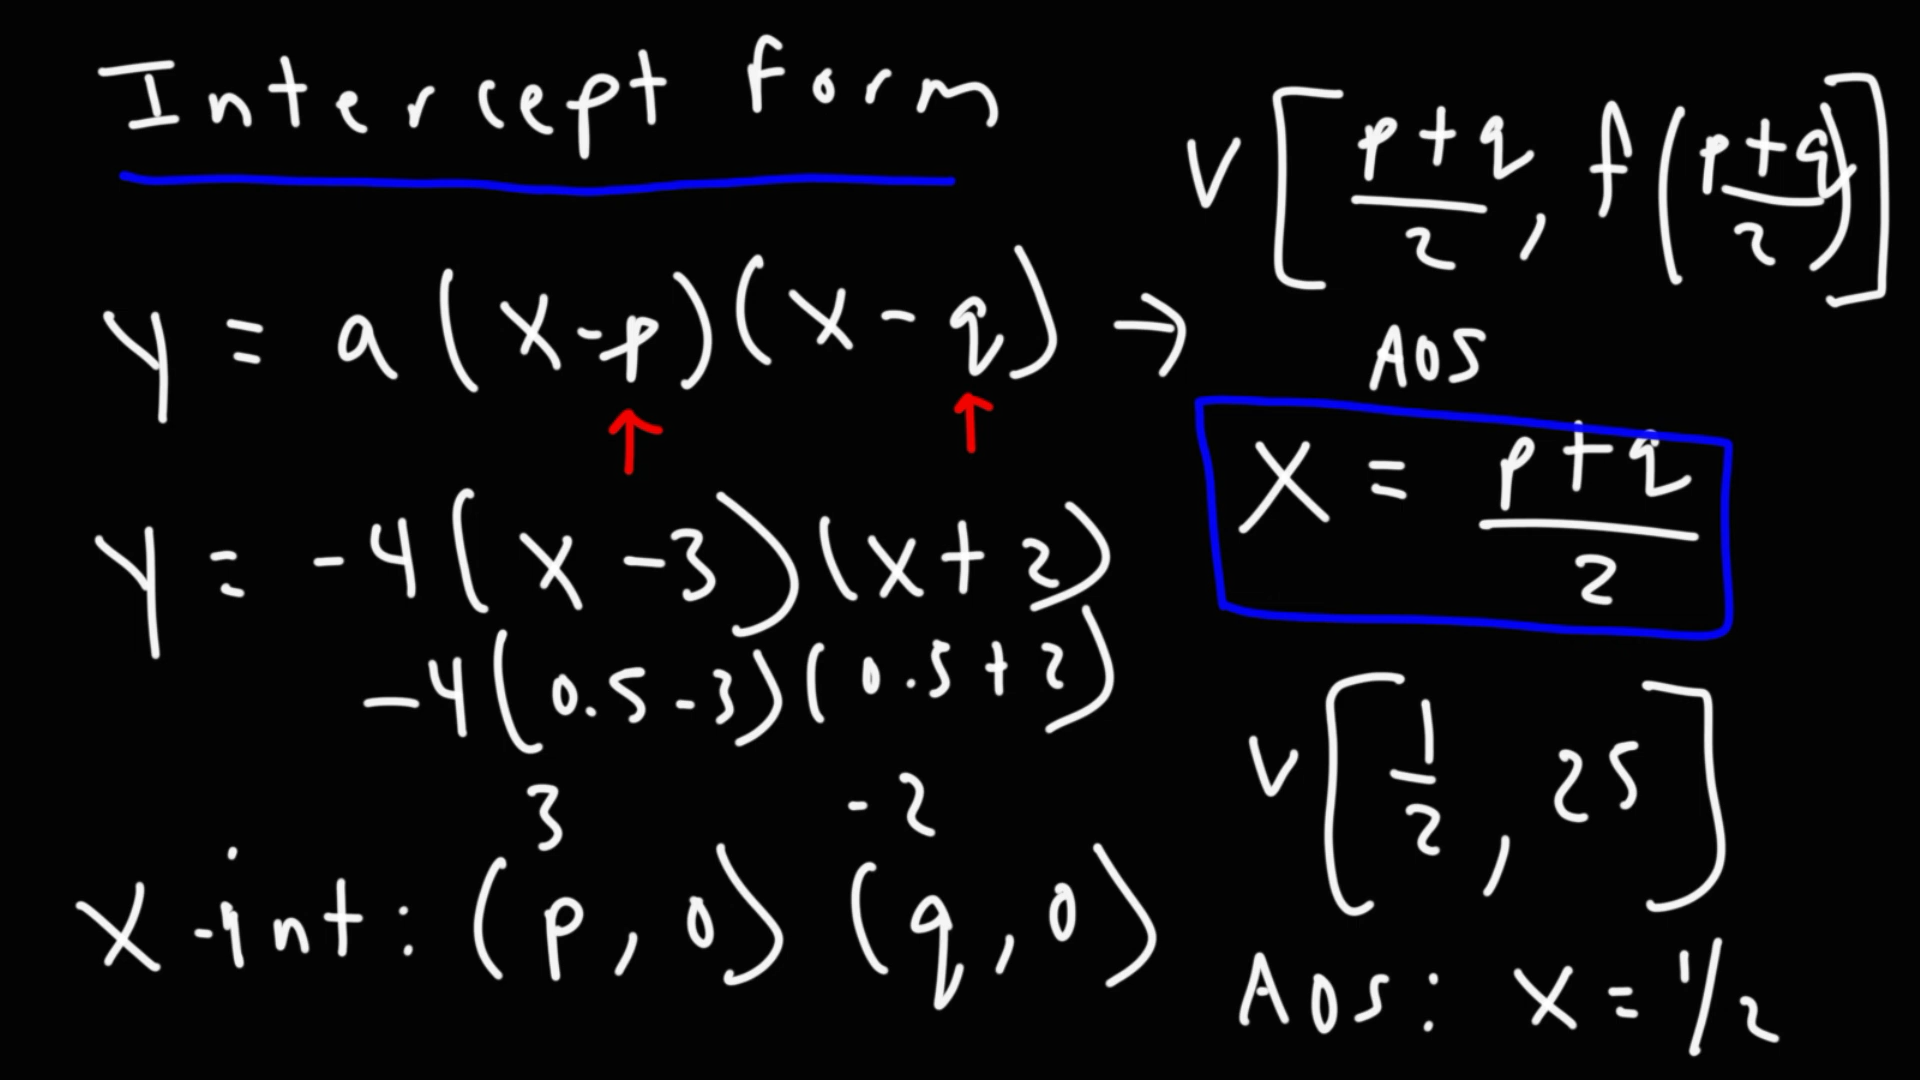 Intercept form
y = a(x-p)(x-q) →
y = -4(x-3)(x+2)
-4(0.5-3)(0.5+2)
3 -2
x-int: (p, 0) (q, 0)
V[p+q/2, f(p+q/2)]
AOS
x = p+q/2
V[1/2, 25]
AOS: x = 1/2